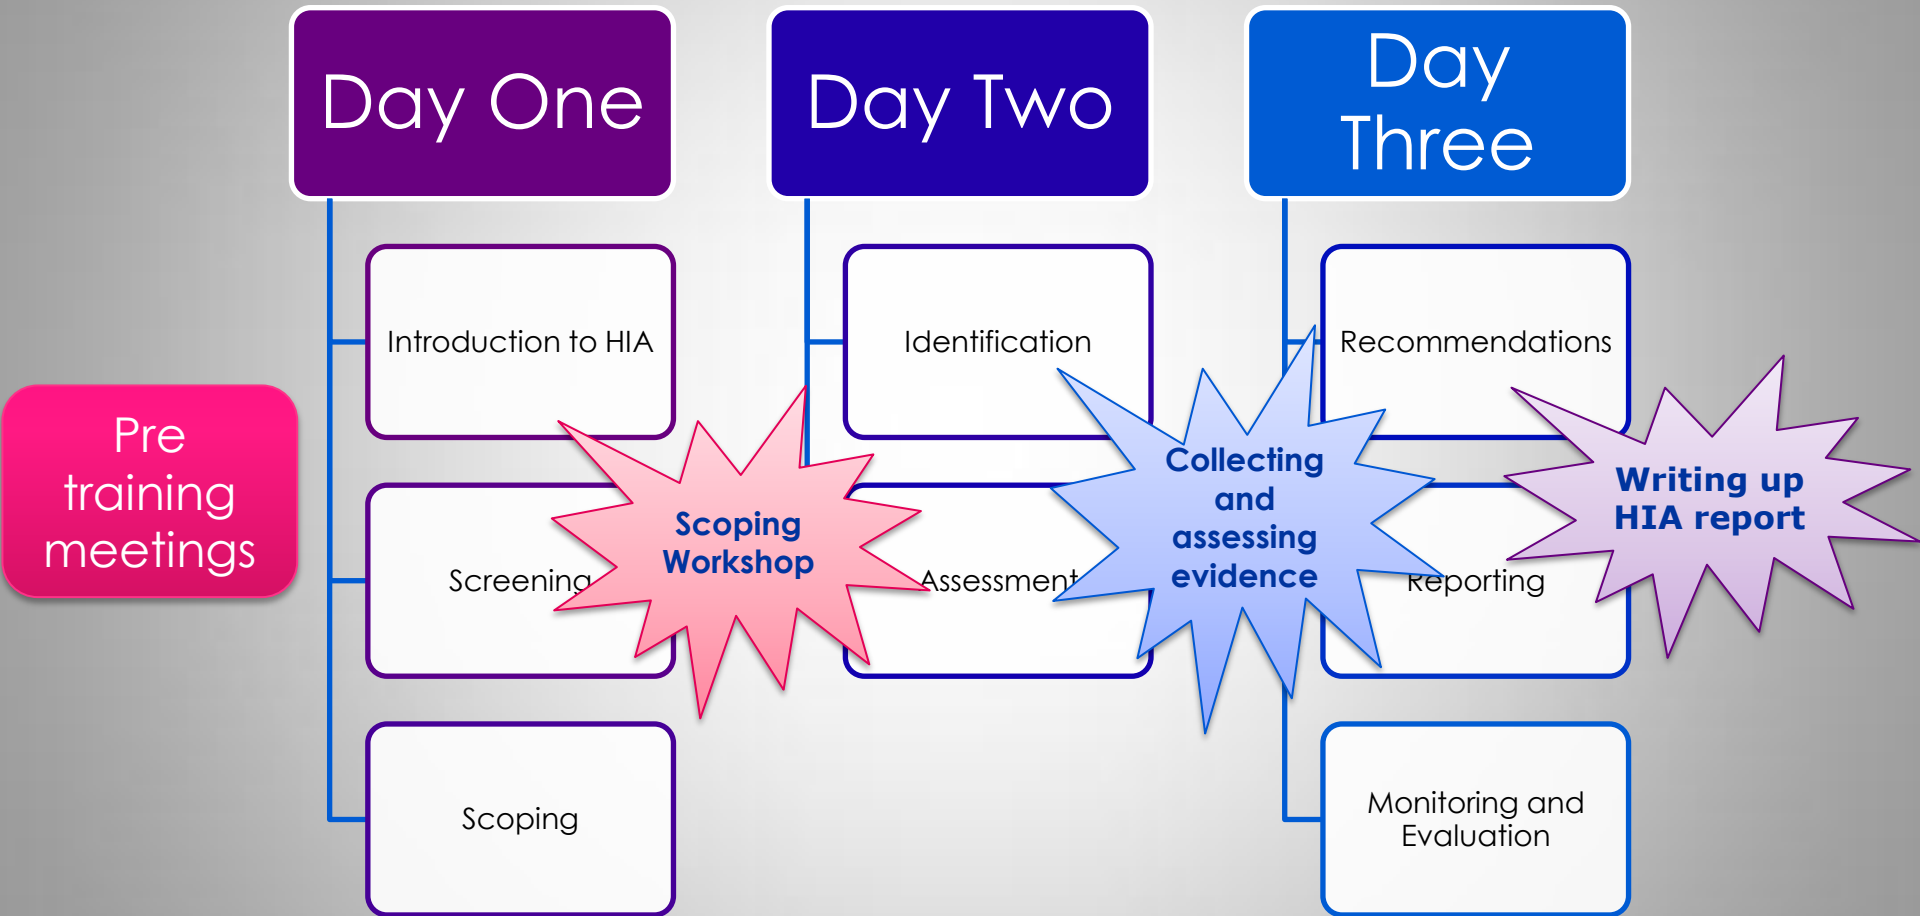 Day One
Day Two
Day
Three
Pre
training
meetings
Introduction to HIA
Screening
Scoping
Scoping
Workshop
Identification
Assessment
Collecting
and
assessing
evidence
Recommendations
Reporting
Monitoring and
Evaluation
Writing up
HIA report